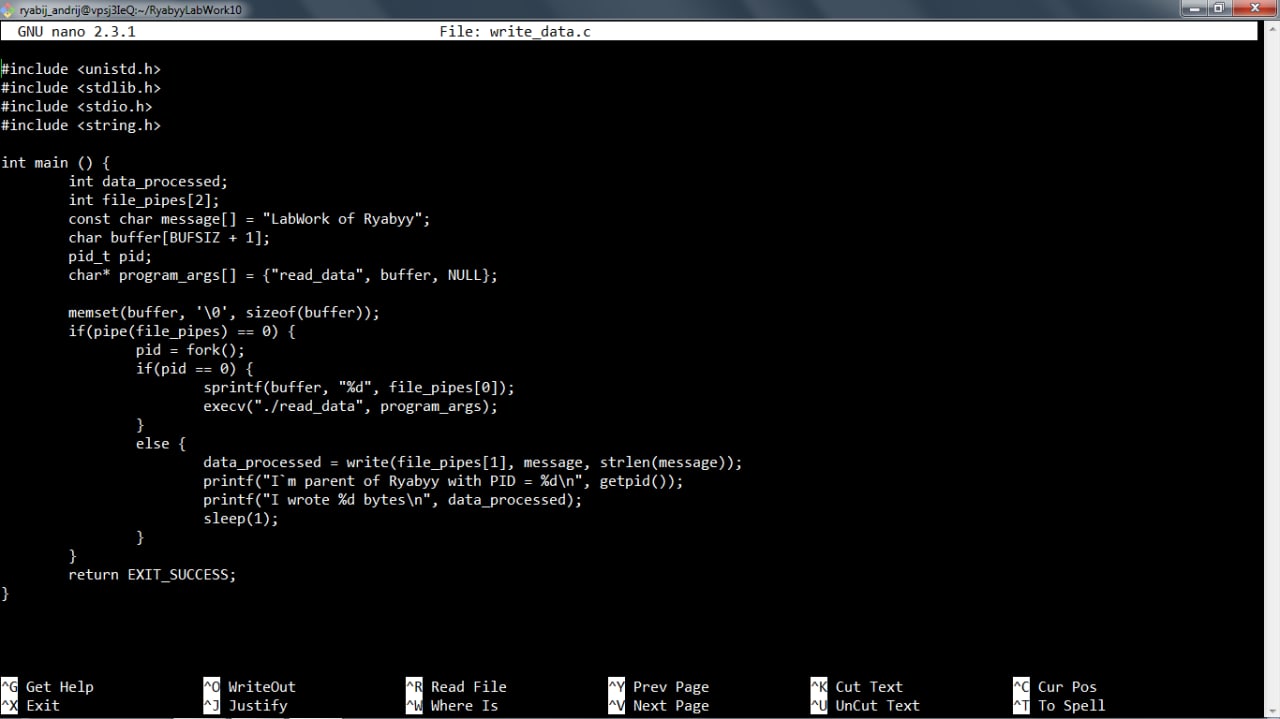 ryabij_andrij@vpsj3IeQ:~/RyabyyLabWork10
GNU nano 2.3.1 File: write_data.c
#include <unistd.h>
#include <stdlib.h>
#include <stdio.h>
#include <string.h>
int main () {
int data_processed;
int file_pipes[2];
const char message[] = "LabWork of Ryabyy";
char buffer[BUFSIZ + 1];
pid_t pid;
char* program_args[] = {"read_data", buffer, NULL};
memset(buffer, '\0', sizeof(buffer));
if(pipe(file_pipes) == 0) {
pid = fork();
if(pid == 0) {
sprintf(buffer, "%d", file_pipes[0]);
execv("./read_data", program_args);
}
else {
data_processed = write(file_pipes[1], message, strlen(message));
printf("I`m parent of Ryabyy with PID = %d\n", getpid());
printf("I wrote %d bytes\n", data_processed);
sleep(1);
}
}
return EXIT_SUCCESS;
}
^G Get Help ^O WriteOut ^R Read File ^Y Prev Page ^K Cut Text ^C Cur Pos
^X Exit ^J Justify ^W Where Is ^V Next Page ^U UnCut Text ^T To Spell